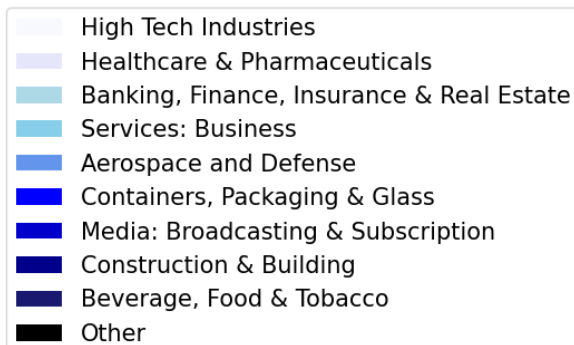 High Tech Industries
Healthcare & Pharmaceuticals
Banking, Finance, Insurance & Real Estate
Services: Business
Aerospace and Defense
Containers, Packaging & Glass
Media: Broadcasting & Subscription
Construction & Building
Beverage, Food & Tobacco
Other